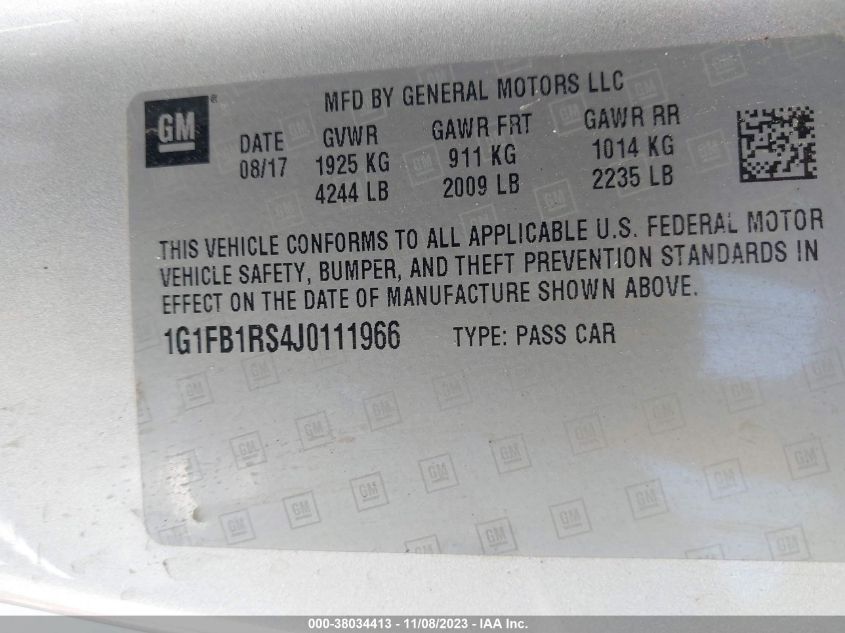 MFD BY GENERAL MOTORS LLC
GM®
DATE GVWR GAWR FRT GAWR RR
08/17 1925 KG 911 KG 1014 KG
4244 LB 2009 LB 2235 LB
THIS VEHICLE CONFORMS TO ALL APPLICABLE U.S. FEDERAL MOTOR
VEHICLE SAFETY, BUMPER, AND THEFT PREVENTION STANDARDS IN
EFFECT ON THE DATE OF MANUFACTURE SHOWN ABOVE.
1G1FB1RS4J0111966 TYPE: PASS CAR
000-38034413 - 11/08/2023 - IAA Inc.